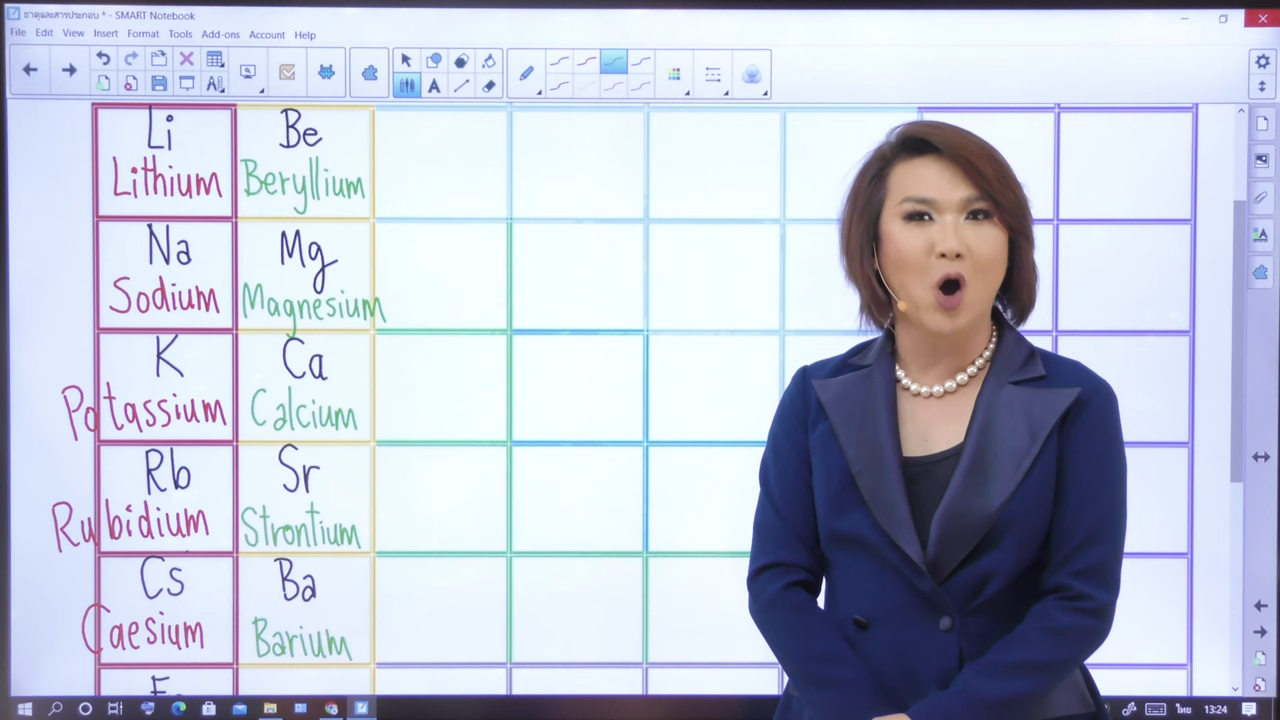 ธาตุและสารประกอบ * - SMART Notebook
File Edit View Insert Format Tools Add-ons Account Help
Li Be
Lithium Beryllium
Na Mg
Sodium Magnesium
K Ca
Potassium Calcium
Rb Sr
Rubidium Strontium
Cs Ba
Caesium Barium
ไทย 13:24